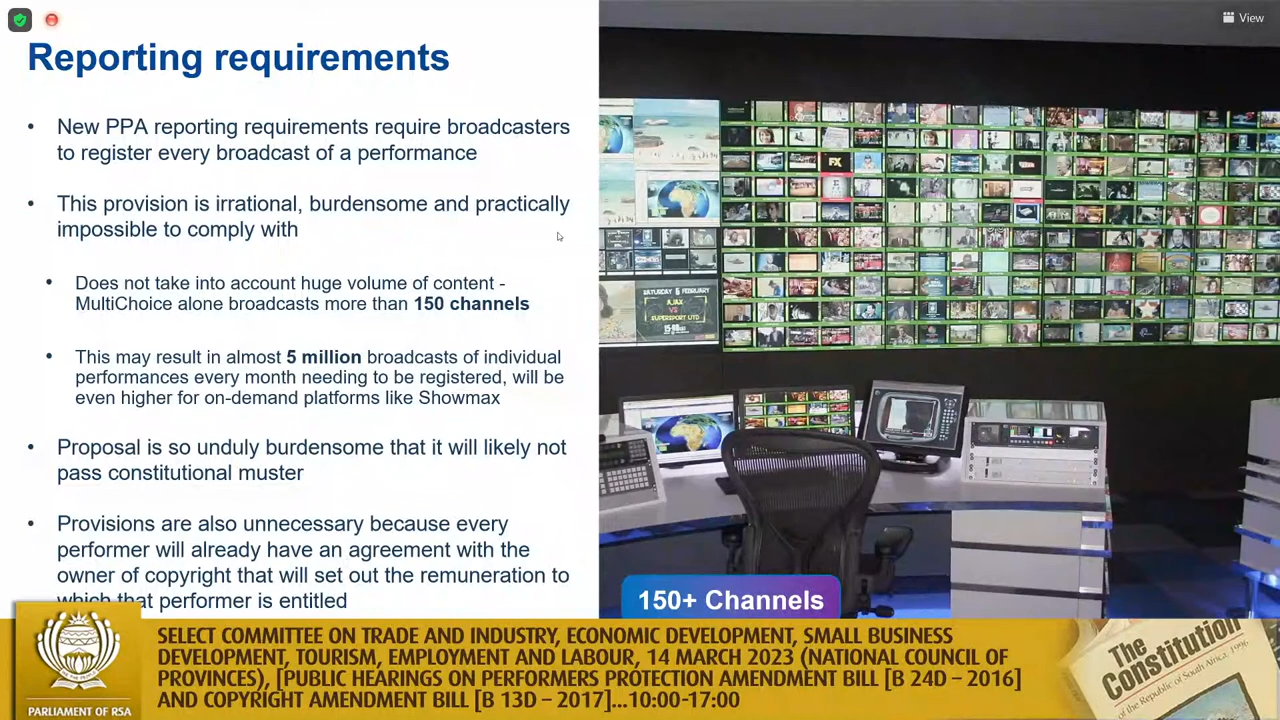 View
Reporting requirements
• New PPA reporting requirements require broadcasters
to register every broadcast of a performance
• This provision is irrational, burdensome and practically
impossible to comply with
• Does not take into account huge volume of content -
MultiChoice alone broadcasts more than 150 channels
• This may result in almost 5 million broadcasts of individual
performances every month needing to be registered, will be
even higher for on-demand platforms like Showmax
• Proposal is so unduly burdensome that it will likely not
pass constitutional muster
• Provisions are also unnecessary because every
performer will already have an agreement with the
owner of copyright that will set out the remuneration to
which that performer is entitled
FX
SATURDAY 6 FEBRUARY
AJAX
VS
SUPERSPORT UTD
150+ Channels
PARLIAMENT OF RSA
SELECT COMMITTEE ON TRADE AND INDUSTRY, ECONOMIC DEVELOPMENT, SMALL BUSINESS
DEVELOPMENT, TOURISM, EMPLOYMENT AND LABOUR, 14 MARCH 2023 (NATIONAL COUNCIL OF
PROVINCES), [PUBLIC HEARINGS ON PERFORMERS PROTECTION AMENDMENT BILL [B 24D – 2016]
AND COPYRIGHT AMENDMENT BILL [B 13D – 2017]...10:00-17:00
The
Constitution
of the Republic of South Africa, 1996